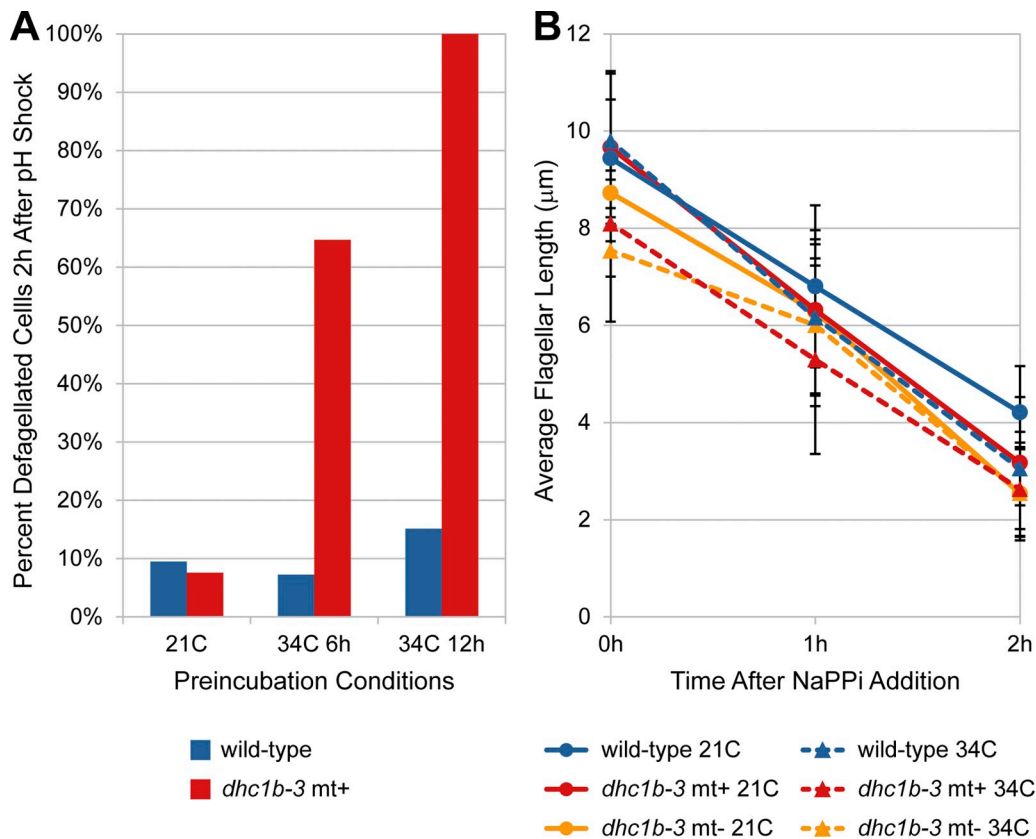 A
Percent Defagellated Cellls 2h After pH Shock
100%
90%
80%
70%
60%
50%
40%
30%
20%
10%
0%
21C
34C 6h
34C 12h
Preincubation Conditions
wild-type
dhc1b-3 mt+
B
Average Flagellar Length (μm)
12
10
8
6
4
2
0
0h
1h
2h
Time After NaPPi Addition
wild-type 21C
wild-type 34C
dhc1b-3 mt+ 21C
dhc1b-3 mt+ 34C
dhc1b-3 mt- 21C
dhc1b-3 mt- 34C